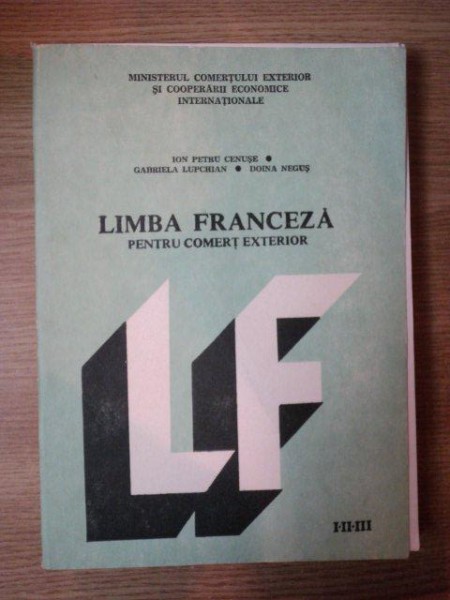 MINISTERUL COMERȚULUI EXTERIOR
ȘI COOPERĂRII ECONOMICE
INTERNAȚIONALE
ION PETRU CENUȘE ●
GABRIELA LUPCHIAN ● DOINA NEGUȘ
LIMBA FRANCEZĂ
PENTRU COMERȚ EXTERIOR
LF
I-II-III